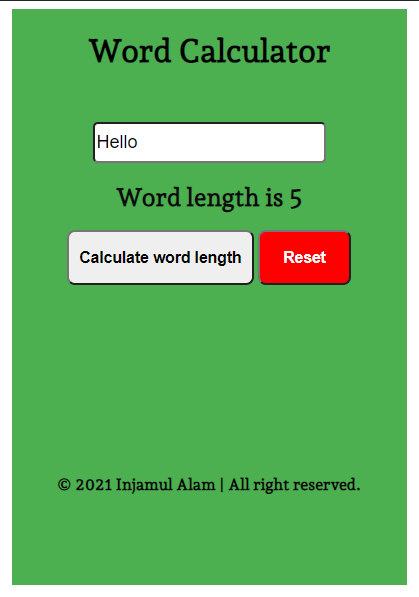 Word Calculator
Hello
Word length is 5
Calculate word length Reset
© 2021 Injamul Alam | All right reserved.